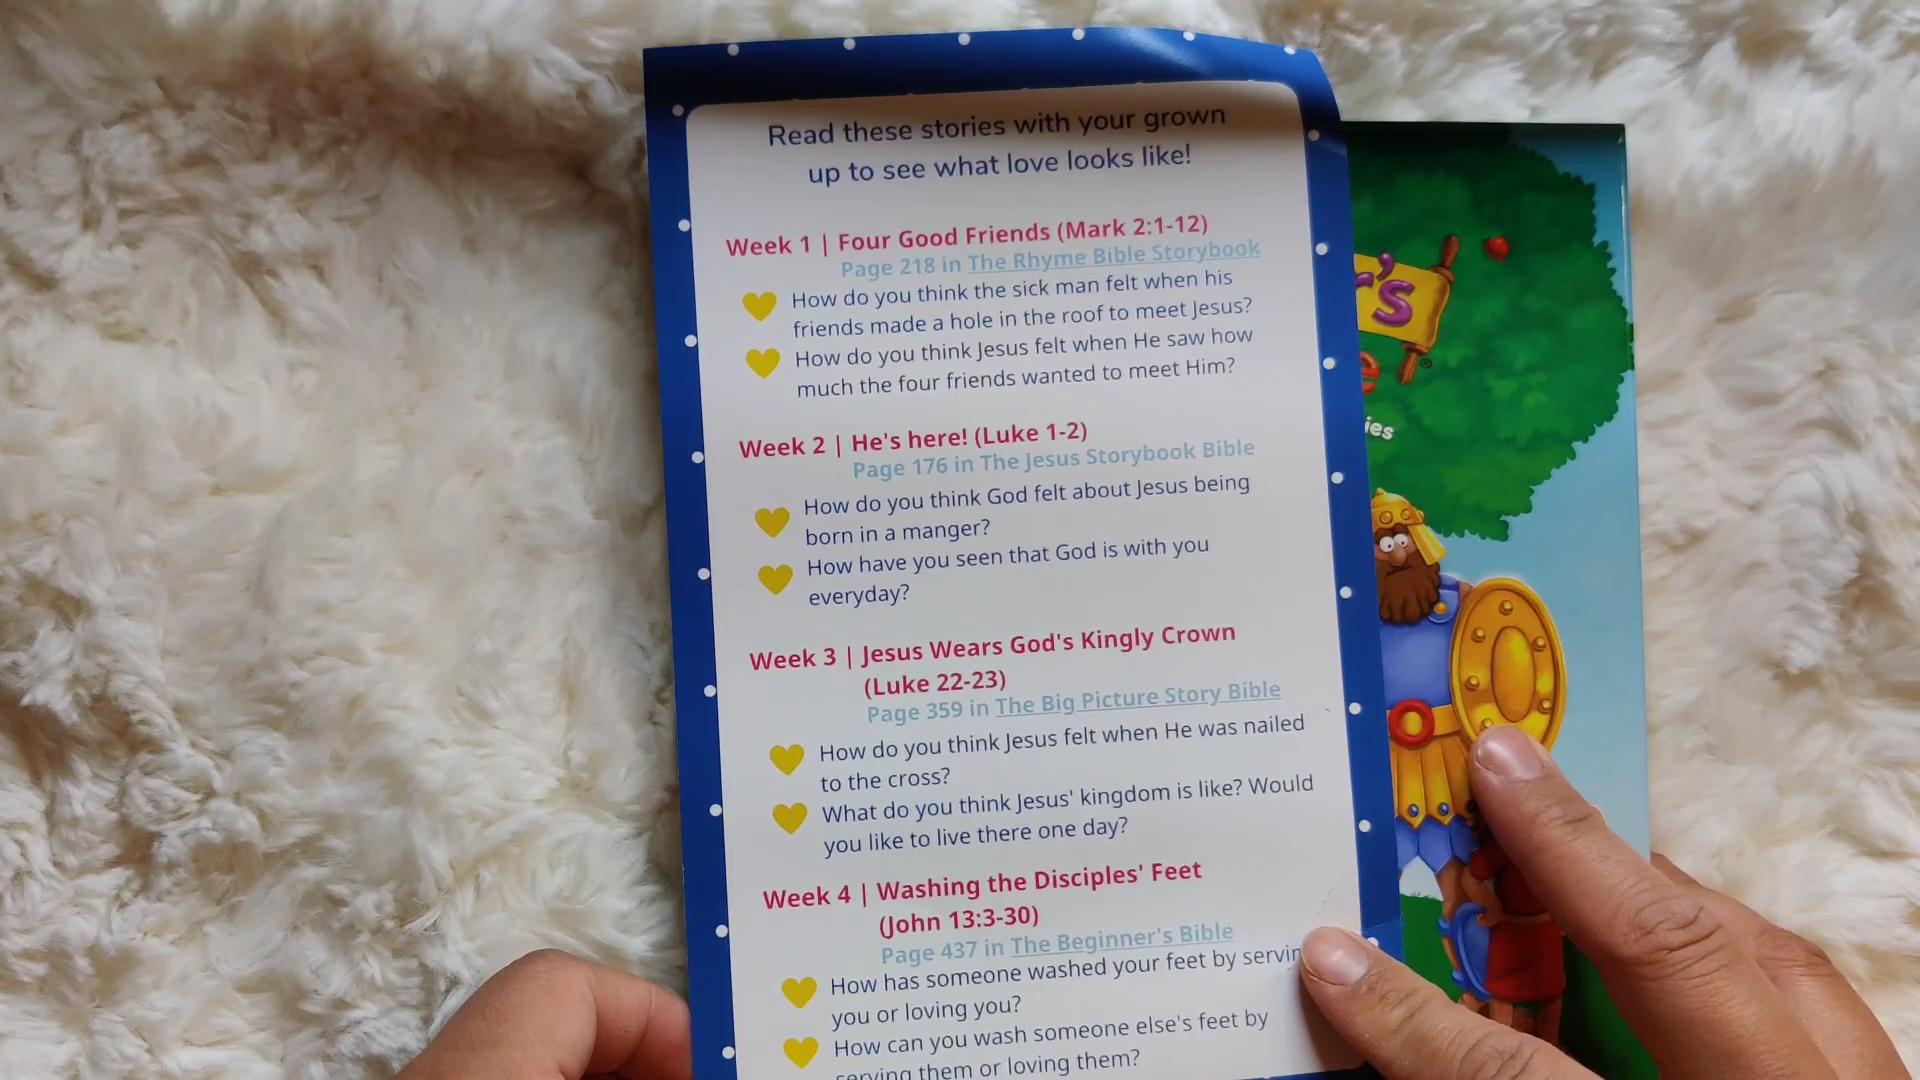 Read these stories with your grown
up to see what love looks like!
Week 1 | Four Good Friends (Mark 2:1-12)
Page 218 in The Rhyme Bible Storybook
How do you think the sick man felt when his
friends made a hole in the roof to meet Jesus?
How do you think Jesus felt when He saw how
much the four friends wanted to meet Him?
Week 2 | He's here! (Luke 1-2)
Page 176 in The Jesus Storybook Bible
How do you think God felt about Jesus being
born in a manger?
How have you seen that God is with you
everyday?
Week 3 | Jesus Wears God's Kingly Crown
(Luke 22-23)
Page 359 in The Big Picture Story Bible
How do you think Jesus felt when He was nailed
to the cross?
What do you think Jesus' kingdom is like? Would
you like to live there one day?
Week 4 | Washing the Disciples' Feet
(John 13:3-30)
Page 437 in The Beginner's Bible
How has someone washed your feet by servin
you or loving you?
How can you wash someone else's feet by
serving them or loving them?
r's
e
ies